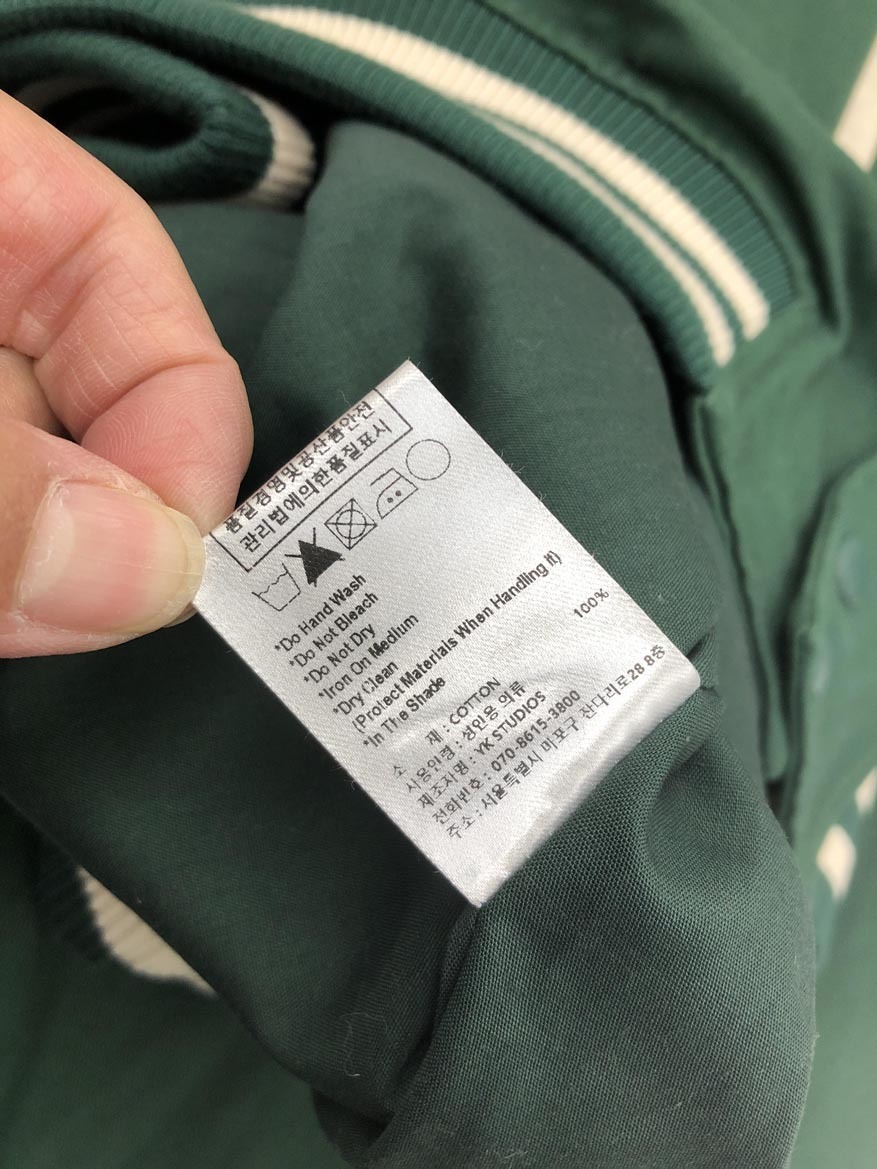 품질경영및공산품안전
관리법에의한품질표시
*Do Hand Wash
*Do Not Bleach
*Do Not Dry
*Iron On Medium
*Dry Clean
(Protect Materials When Handling It)
*In The Shade
소 재 : COTTON 100%
사용연령 : 성인용 의류
제조자명 : YK STUDIOS
전화번호 : 070-8615-3800
주소 : 서울특별시 마포구 잔다리로28 8층